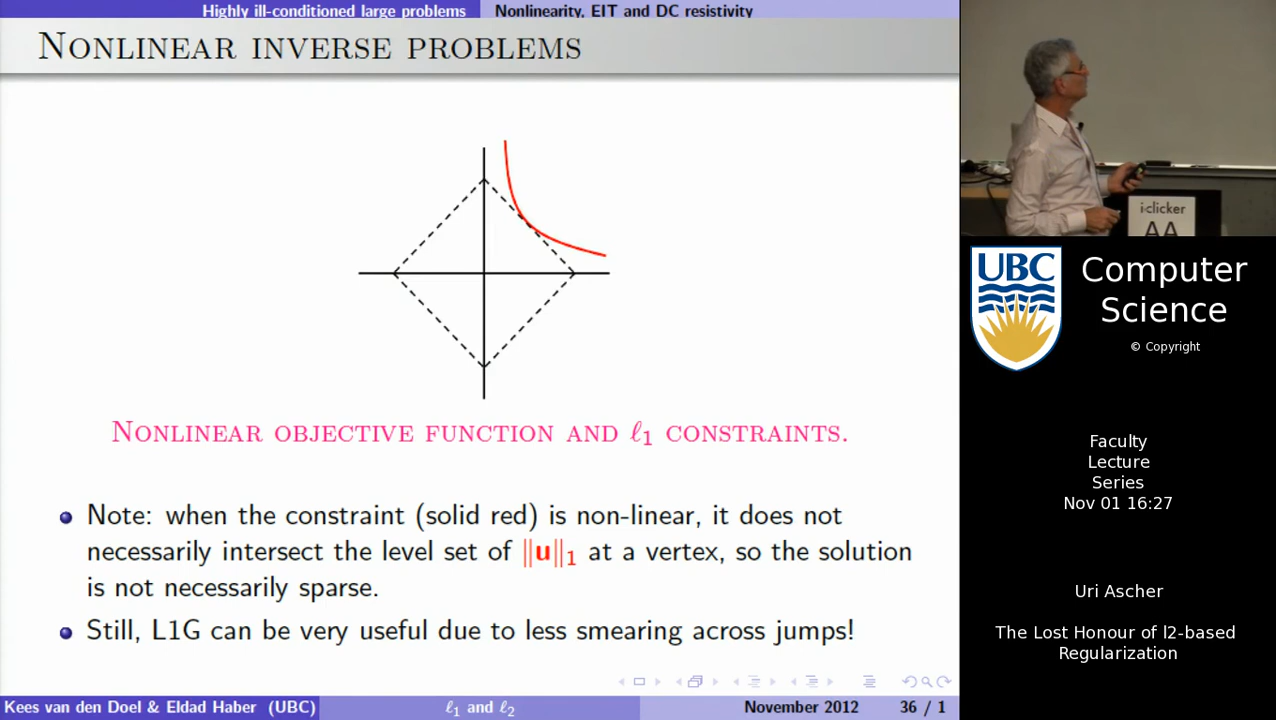 Highly ill-conditioned large problems
Nonlinearity, EIT and DC resistivity
Nonlinear inverse problems
Nonlinear objective function and ℓ1 constraints.
Note: when the constraint (solid red) is non-linear, it does not
necessarily intersect the level set of ‖u‖1 at a vertex, so the solution
is not necessarily sparse.
Still, L1G can be very useful due to less smearing across jumps!
Kees van den Doel & Eldad Haber (UBC)
ℓ1 and ℓ2
November 2012
36 / 1
i>clicker
AA
UBC
Computer
Science
© Copyright
Faculty
Lecture
Series
Nov 01 16:27
Uri Ascher
The Lost Honour of l2-based
Regularization